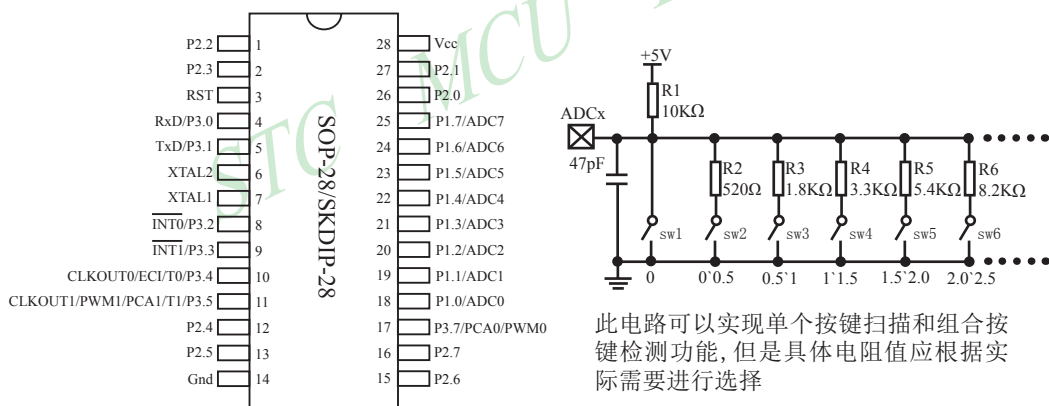 STC MCU
P2.2 1
P2.3 2
RST 3
RxD/P3.0 4
TxD/P3.1 5
XTAL2 6
XTAL1 7
INT0/P3.2 8
INT1/P3.3 9
CLKOUT0/ECI/T0/P3.4 10
CLKOUT1/PWM1/PCA1/T1/P3.5 11
P2.4 12
P2.5 13
Gnd 14
SOP-28/SKDIP-28
28 Vcc
27 P2.1
26 P2.0
25 P1.7/ADC7
24 P1.6/ADC6
23 P1.5/ADC5
22 P1.4/ADC4
21 P1.3/ADC3
20 P1.2/ADC2
19 P1.1/ADC1
18 P1.0/ADC0
17 P3.7/PCA0/PWM0
16 P2.7
15 P2.6
+5V
R1
10KΩ
ADCx
47pF
R2 R3 R4 R5 R6
520Ω 1.8KΩ 3.3KΩ 5.4KΩ 8.2KΩ
sw1 sw2 sw3 sw4 sw5 sw6
0 0`0.5 0.5`1 1`1.5 1.5`2.0 2.0`2.5
此电路可以实现单个按键扫描和组合按
键检测功能,但是具体电阻值应根据实
际需要进行选择